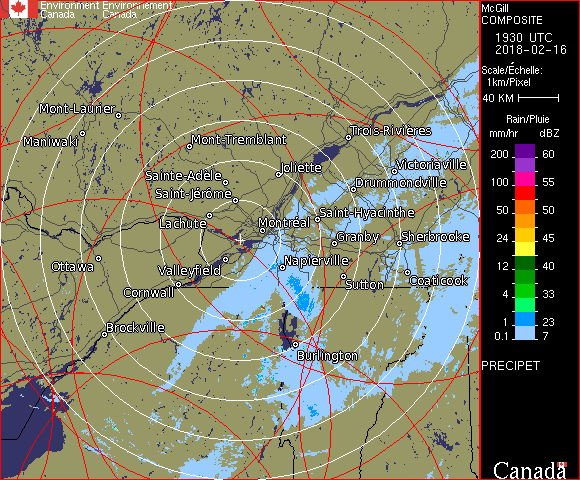 Environment Environnement
Canada Canada
McGill
COMPOSITE
1930 UTC
2018-02-16
Scale/Échelle:
1km/Pixel
40 KM
Rain/Pluie
mm/hr dBZ
200 60
150 57
100 55
50 50
24 45
12 40
4 33
1 23
0.1 7
PRECIPET
Canada
Mont-Laurier
Maniwaki
Mont-Tremblant
Trois-Rivières
Sainte-Adèle
Joliette
Victoriaville
Drummondville
Saint-Jérôme
Lachute
Montréal
Saint-Hyacinthe
Granby
Sherbrooke
Ottawa
Valleyfield
Napierville
Cornwall
Sutton
Coaticook
Brockville
Burlington